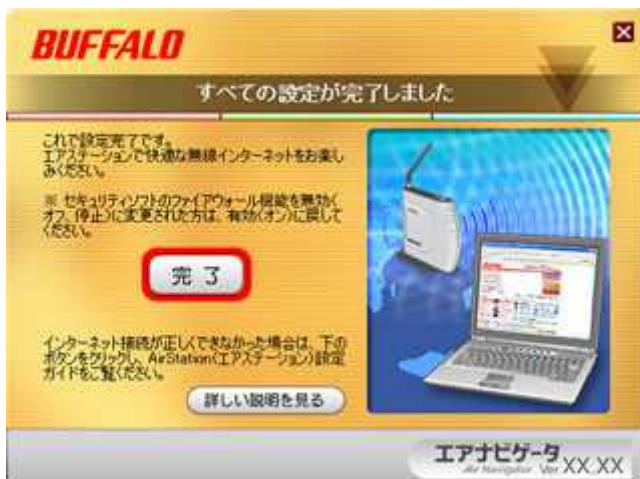 BUFFALO
すべての設定が完了しました
これで設定完了です。
エアステーションで快適な無線インターネットをお楽し
みください。
※ セキュリティソフトのファイアウォール機能を無効(
オフ、停止)に変更された方は、有効(オン)に戻して
ください。
完了
インターネット接続が正しくできなかった場合は、下の
ボタンをクリックし、AirStation(エアステーション)設定
ガイドをご覧ください。
詳しい説明を見る
エアナビゲータ
Air Navigator Ver XX.XX